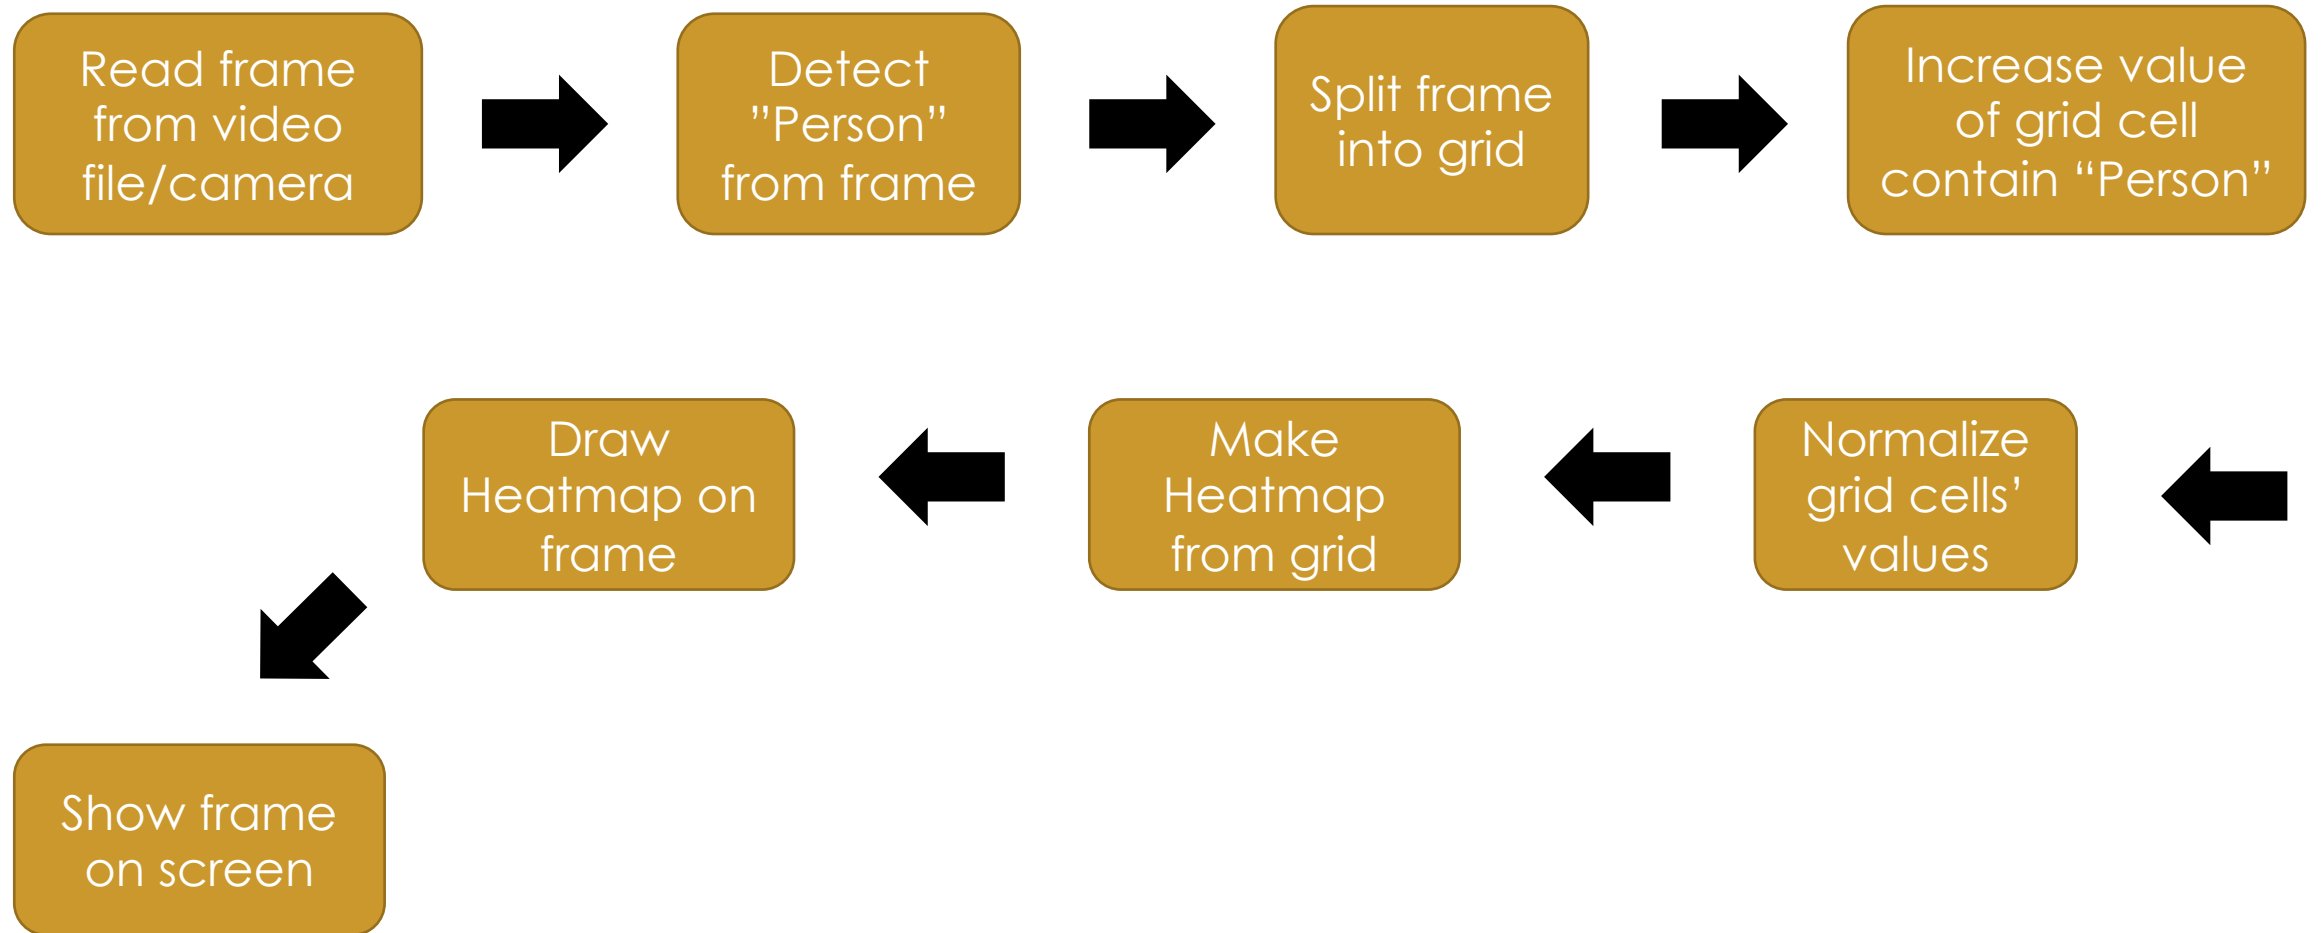 Read frame
from video
file/camera
Detect
”Person”
from frame
Split frame
into grid
Increase value
of grid cell
contain “Person”
Normalize
grid cells’
values
Make
Heatmap
from grid
Draw
Heatmap on
frame
Show frame
on screen